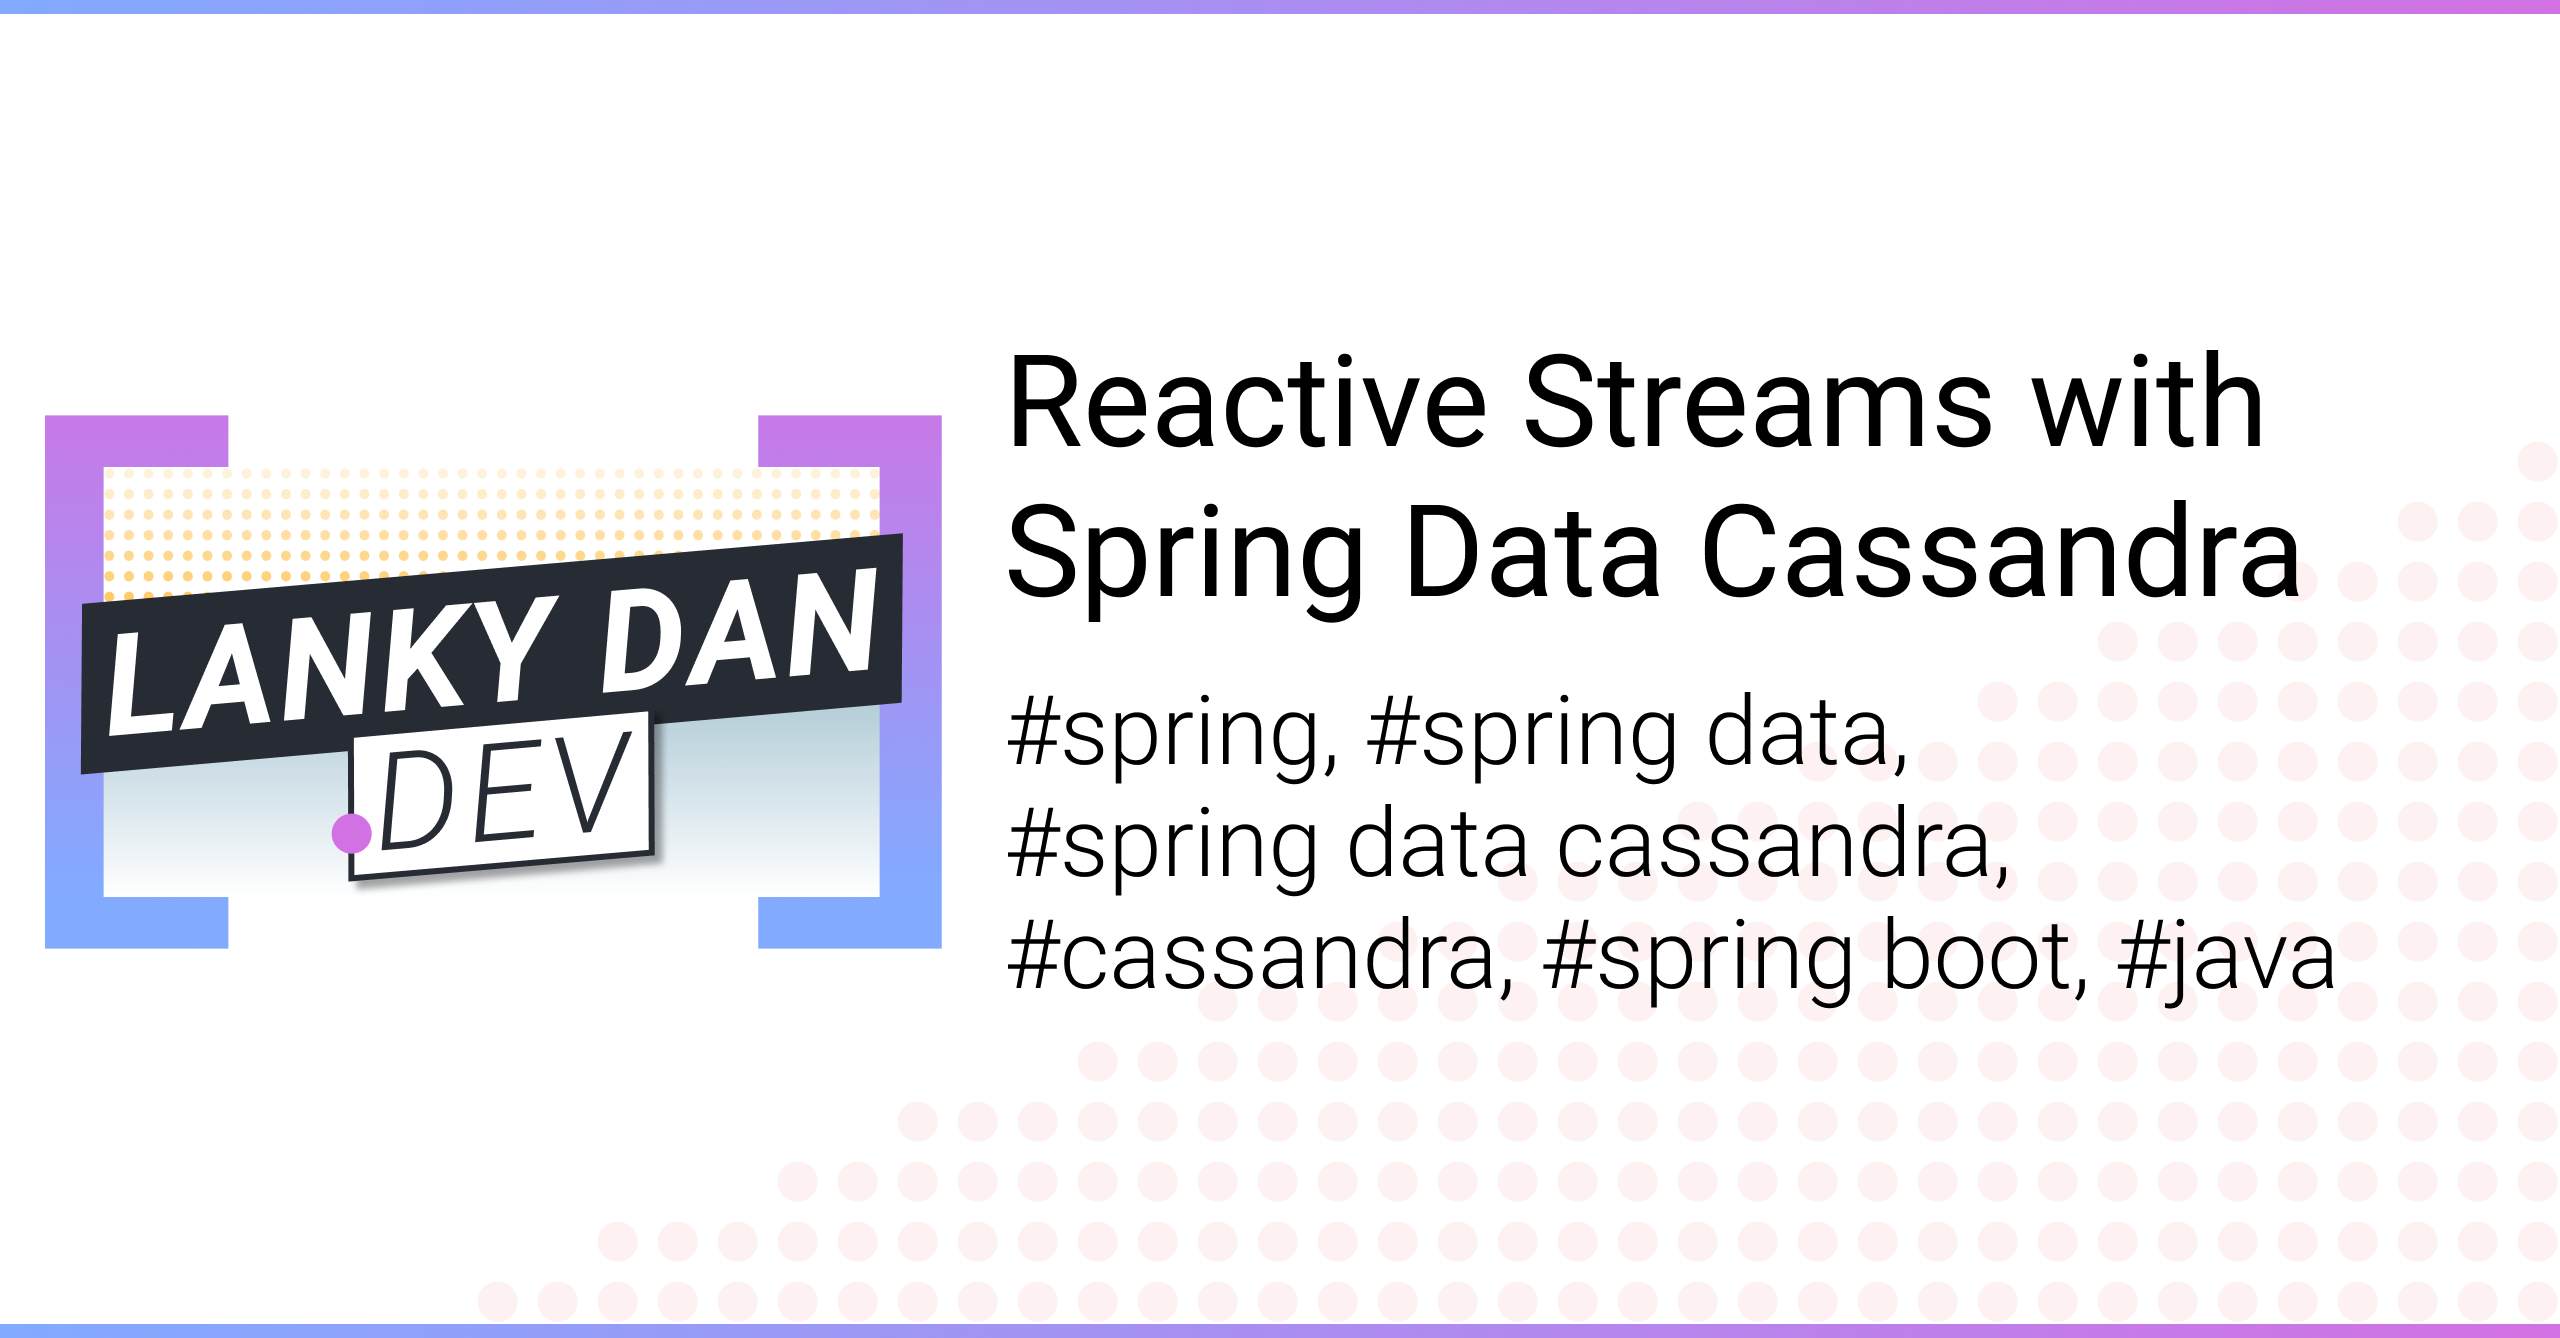 LANKY DAN
.DEV
Reactive Streams with
Spring Data Cassandra
#spring, #spring data,
#spring data cassandra,
#cassandra, #spring boot, #java